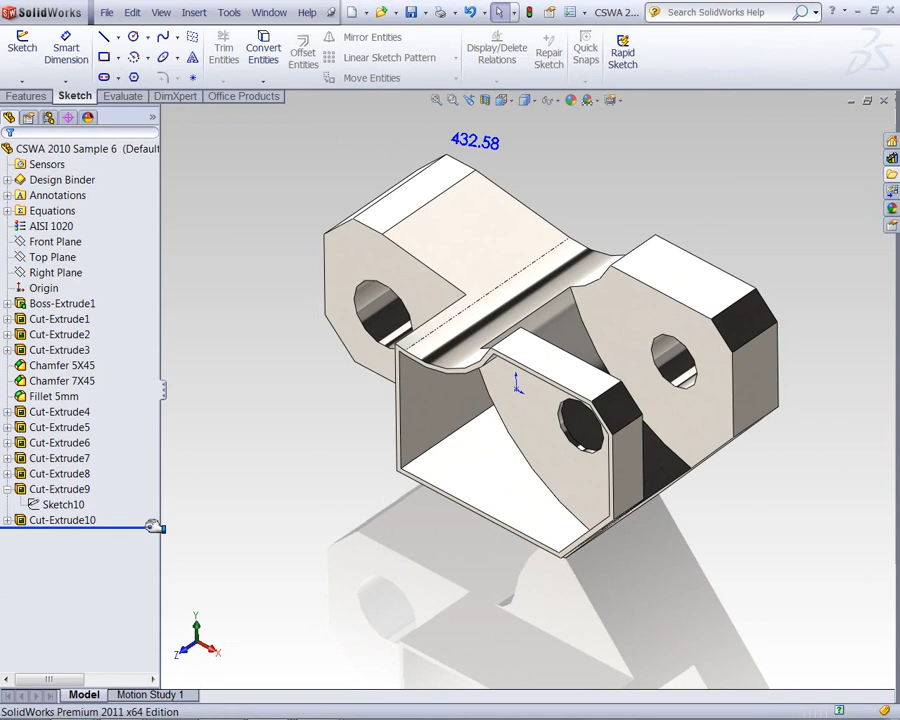 SolidWorks File Edit View Insert Tools Window Help CSWA 2... Search SolidWorks Help
Sketch Smart Dimension Trim Entities Convert Entities Offset Entities Mirror Entities Linear Sketch Pattern Move Entities Display/Delete Relations Repair Sketch Quick Snaps Rapid Sketch
Features Sketch Evaluate DimXpert Office Products
CSWA 2010 Sample 6 (Default
Sensors
Design Binder
Annotations
Equations
AISI 1020
Front Plane
Top Plane
Right Plane
Origin
Boss-Extrude1
Cut-Extrude1
Cut-Extrude2
Cut-Extrude3
Chamfer 5X45
Chamfer 7X45
Fillet 5mm
Cut-Extrude4
Cut-Extrude5
Cut-Extrude6
Cut-Extrude7
Cut-Extrude8
Cut-Extrude9
Sketch10
Cut-Extrude10
432.58
Y
Z X
Model Motion Study 1
SolidWorks Premium 2011 x64 Edition